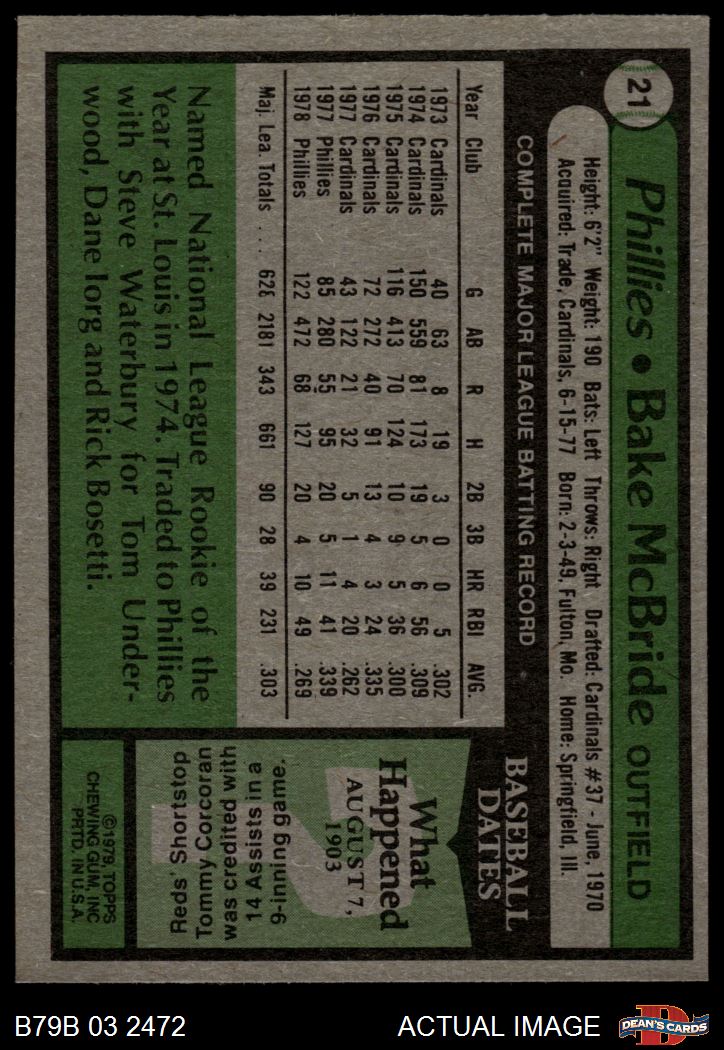 21
Phillies • Bake McBride OUTFIELD
Height: 6'2" Weight: 190 Bats: Left Throws: Right Drafted: Cardinals #37 - June, 1970
Acquired: Trade, Cardinals, 6-15-77 Born: 2-3-49, Fulton, Mo. Home: Springfield, Ill.
COMPLETE MAJOR LEAGUE BATTING RECORD
Year Club G AB R H 2B 3B HR RBI AVG.
1973 Cardinals 40 63 8 19 3 0 0 5 .302
1974 Cardinals 150 559 81 173 19 5 6 56 .309
1975 Cardinals 116 413 70 124 10 9 5 36 .300
1976 Cardinals 72 272 40 91 13 4 3 24 .335
1977 Cardinals 43 122 21 32 5 1 4 20 .262
1977 Phillies 85 280 55 95 20 5 11 41 .339
1978 Phillies 122 472 68 127 20 4 10 49 .269
Maj. Lea. Totals ... 628 2181 343 661 90 28 39 231 .303
Named National League Rookie of the
Year at St. Louis in 1974. Traded to Phillies
with Steve Waterbury for Tom Under-
wood, Dane Iorg and Rick Bosetti.
BASEBALL
DATES
What
Happened
AUGUST 7,
1903
Reds' Shortstop
Tommy Corcoran
was credited with
14 Assists in a
9-inning game.
©1979, TOPPS
CHEWING GUM, INC
PRTD. IN U.S.A.
B79B 03 2472
ACTUAL IMAGE
D
DEAN'S CARDS